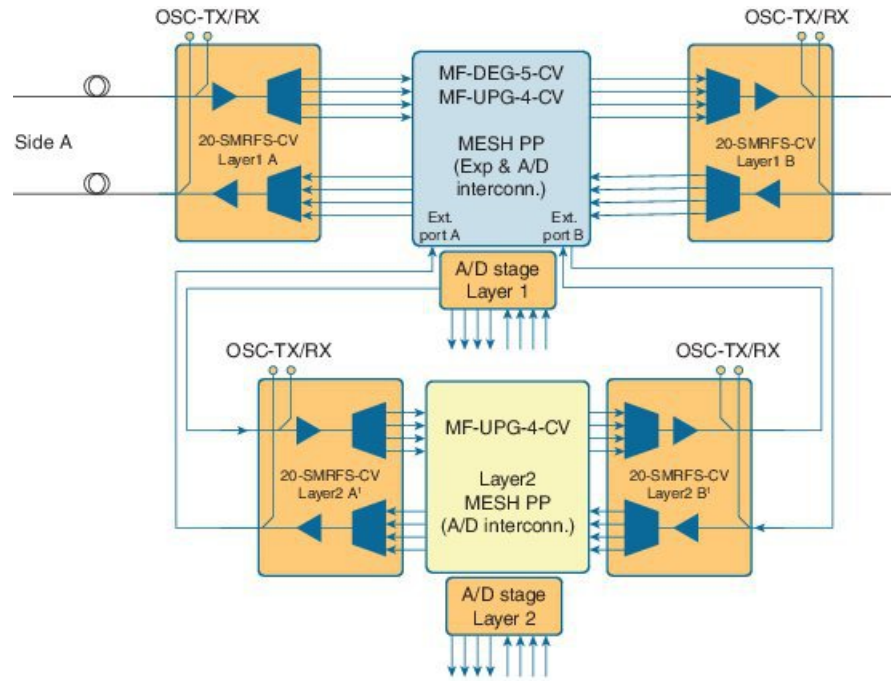 OSC-TX/RX
OSC-TX/RX
MF-DEG-5-CV
MF-UPG-4-CV
Side A
20-SMRFS-CV
Layer1 A
MESH PP
(Exp & A/D
interconn.)
20-SMRFS-CV
Layer1 B
Ext.
port A
Ext.
port B
A/D stage
Layer 1
OSC-TX/RX
OSC-TX/RX
MF-UPG-4-CV
20-SMRFS-CV
Layer2 A'
Layer2
MESH PP
(A/D interconn.)
20-SMRFS-CV
Layer2 B'
A/D stage
Layer 2